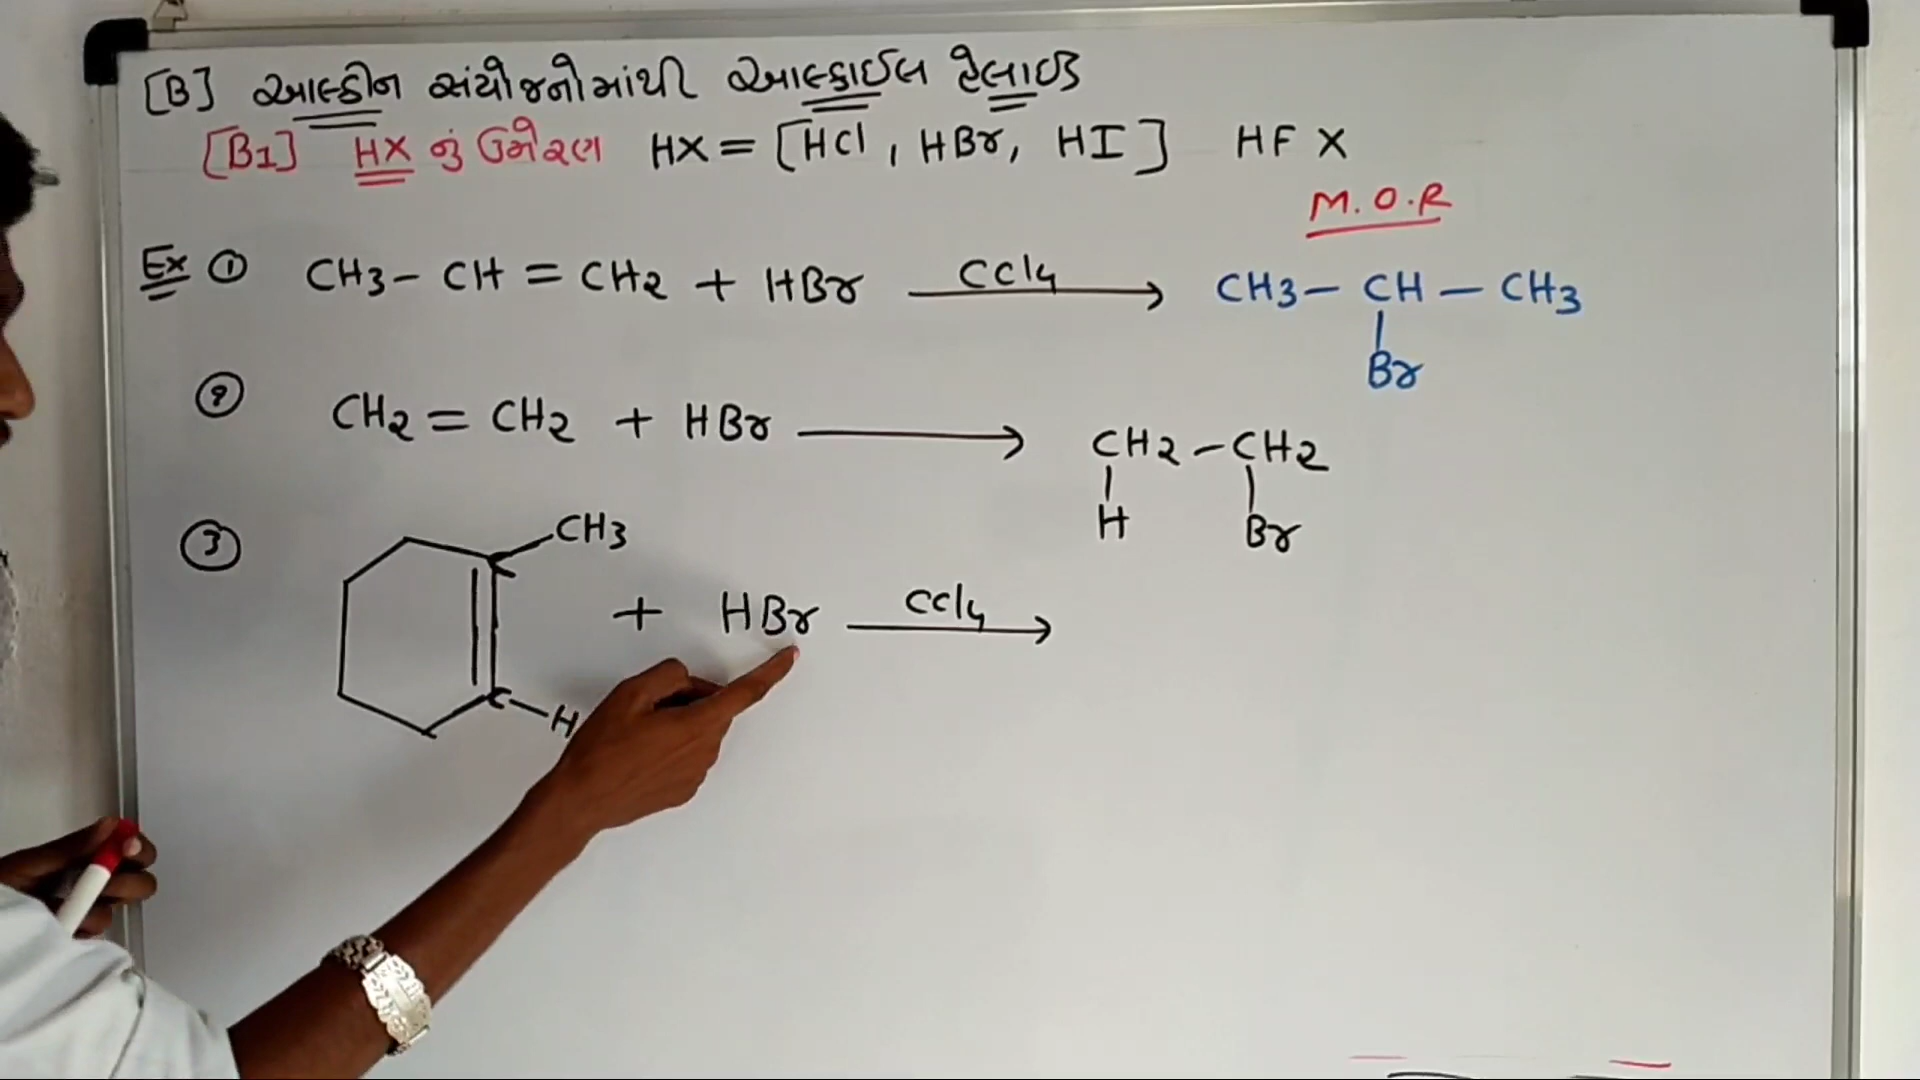 [B] આલ્કીન સંયોજનોમાંથી આલ્કાઈલ હેલાઇડ
[B1] HX નું ઉમેરણ HX = [HCl, HBr, HI] HF X
M.O.R
Ex ① CH3 – CH = CH2 + HBr CCl4 → CH3 – CH – CH3
Br
② CH2 = CH2 + HBr → CH2 – CH2
H Br
③ CH3
C
+ HBr CCl4 →
C – H